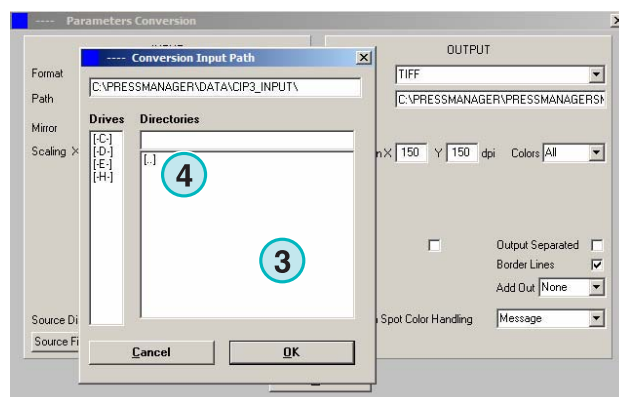 ---- Parameters Conversion
OUTPUT
---- Conversion Input Path
Format
TIFF
C:\PRESSMANAGER\DATA\CIP3_INPUT\
Path
C:\PRESSMANAGER\PRESSMANAGERSM
Drives Directories
Mirror
[-C-]
Scaling X
[-D-]
[..]
150 Y 150 dpi Colors All
[-E-]
[-H-]
4
3
Output Separated
Border Lines
Add Out None
Source Di
Spot Color Handling Message
Source Fi
Cancel OK